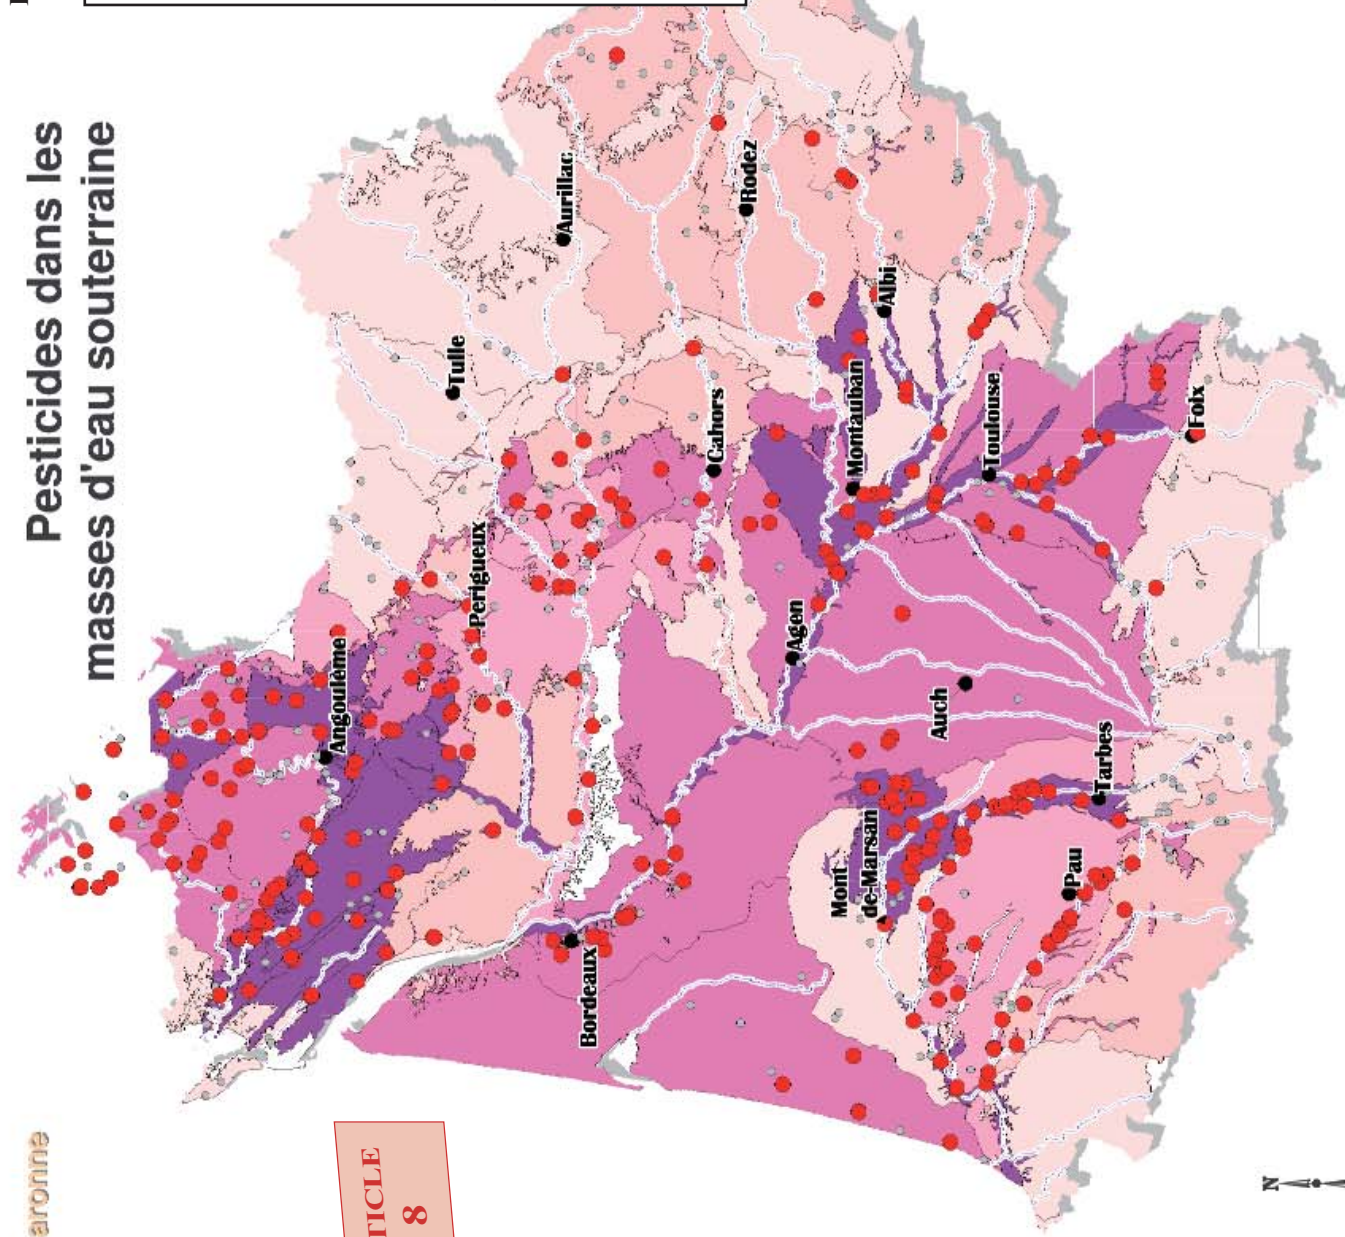 Pesticides dans les
masses d'eau souterraine
aronne
TICLE
8
Aurillac
Rodez
Tulle
Albi
Cahors
Montauban
Toulouse
Foix
Périgueux
Angoulème
Agen
Auch
Tarbes
Mont
de-Marsan
Pau
Bordeaux
N